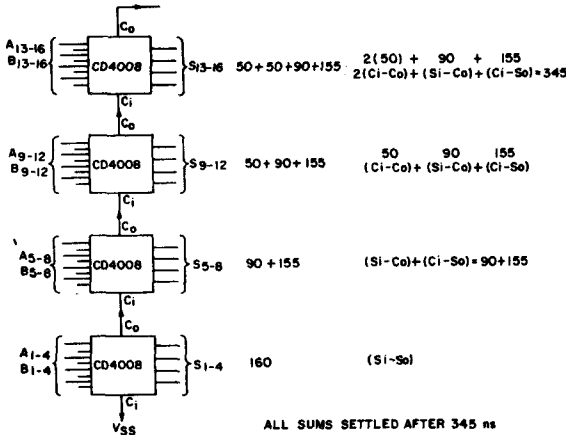 Co
A13-16
B13-16
CD4008
S13-16
50+50+90+155
2(50) + 90 + 155
2(Ci-Co)+(Si-Co)+(Ci-So)=345
Ci
Co
A9-12
B9-12
CD4008
S9-12
50+90+155
50 90 155
(Ci-Co)+(Si-Co)+(Ci-So)
Ci
Co
A5-8
B5-8
CD4008
S5-8
90+155
(Si-Co)+(Ci-So)=90+155
Ci
Co
A1-4
B1-4
CD4008
S1-4
160
(Si-So)
Ci
VSS
ALL SUMS SETTLED AFTER 345 ns